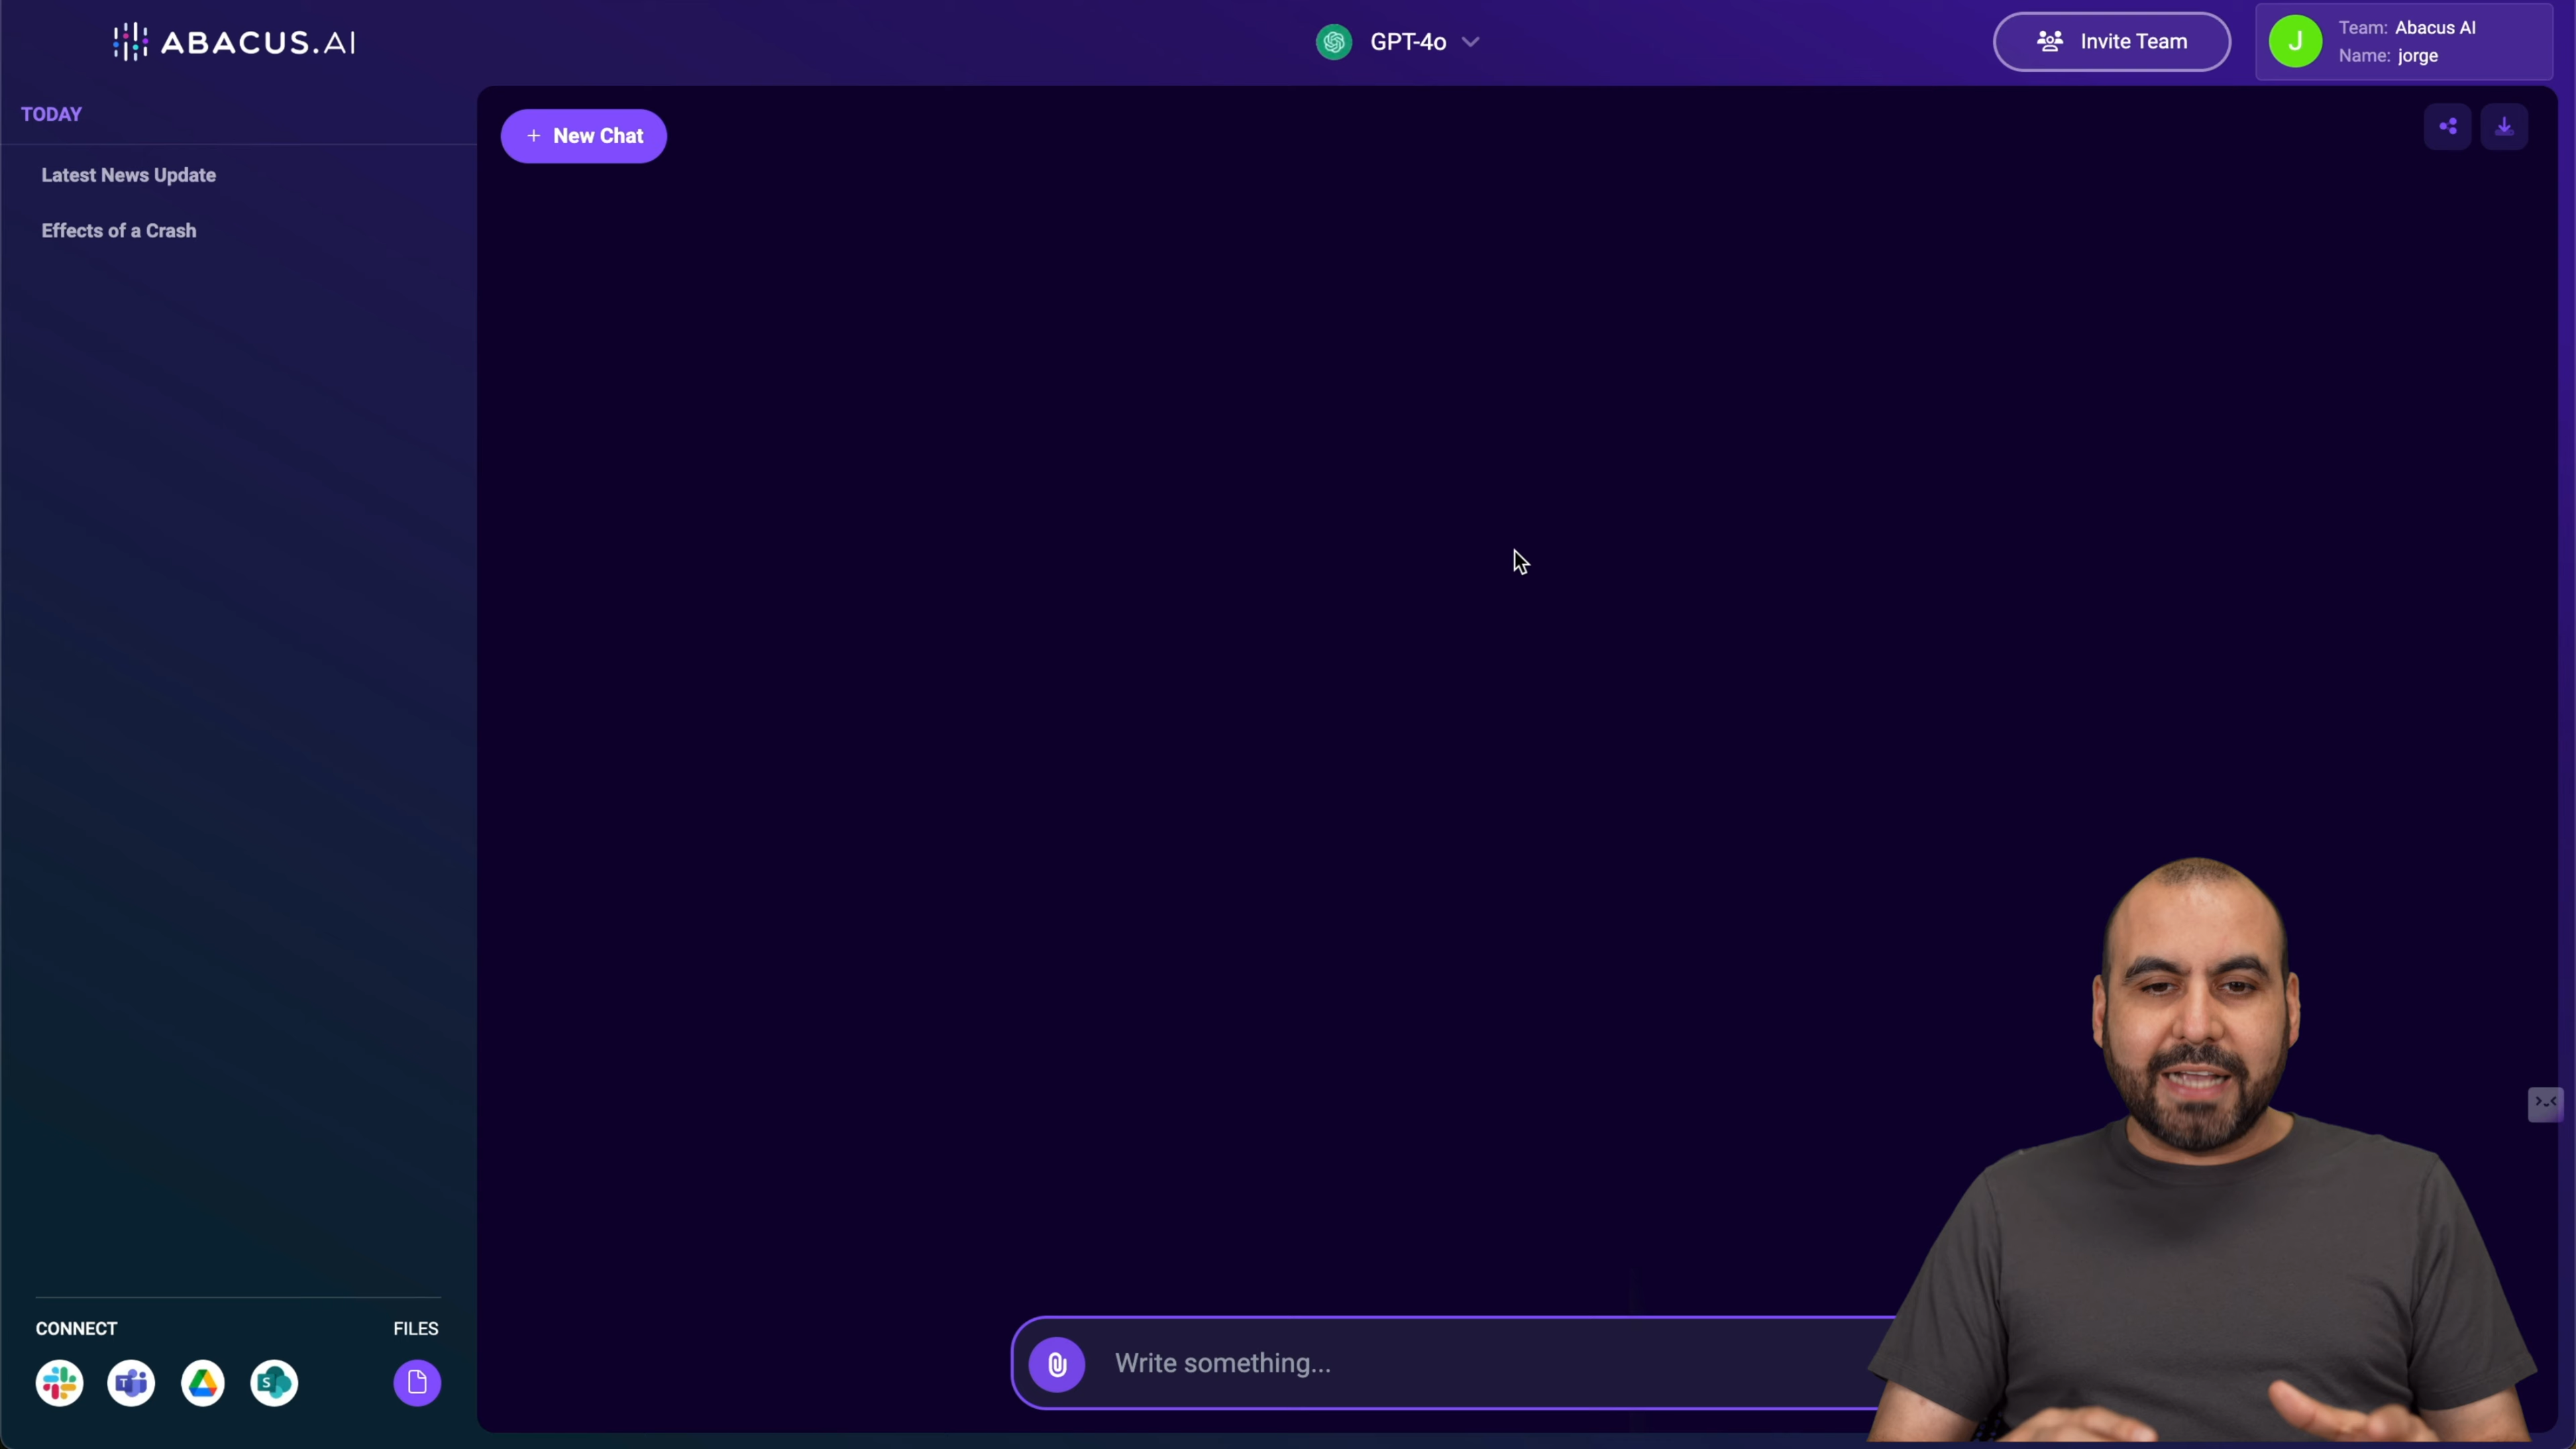 ABACUS.AI
GPT-4o
Invite Team
J
Team: Abacus AI
Name: jorge
TODAY
+ New Chat
Latest News Update
Effects of a Crash
CONNECT
FILES
Write something...